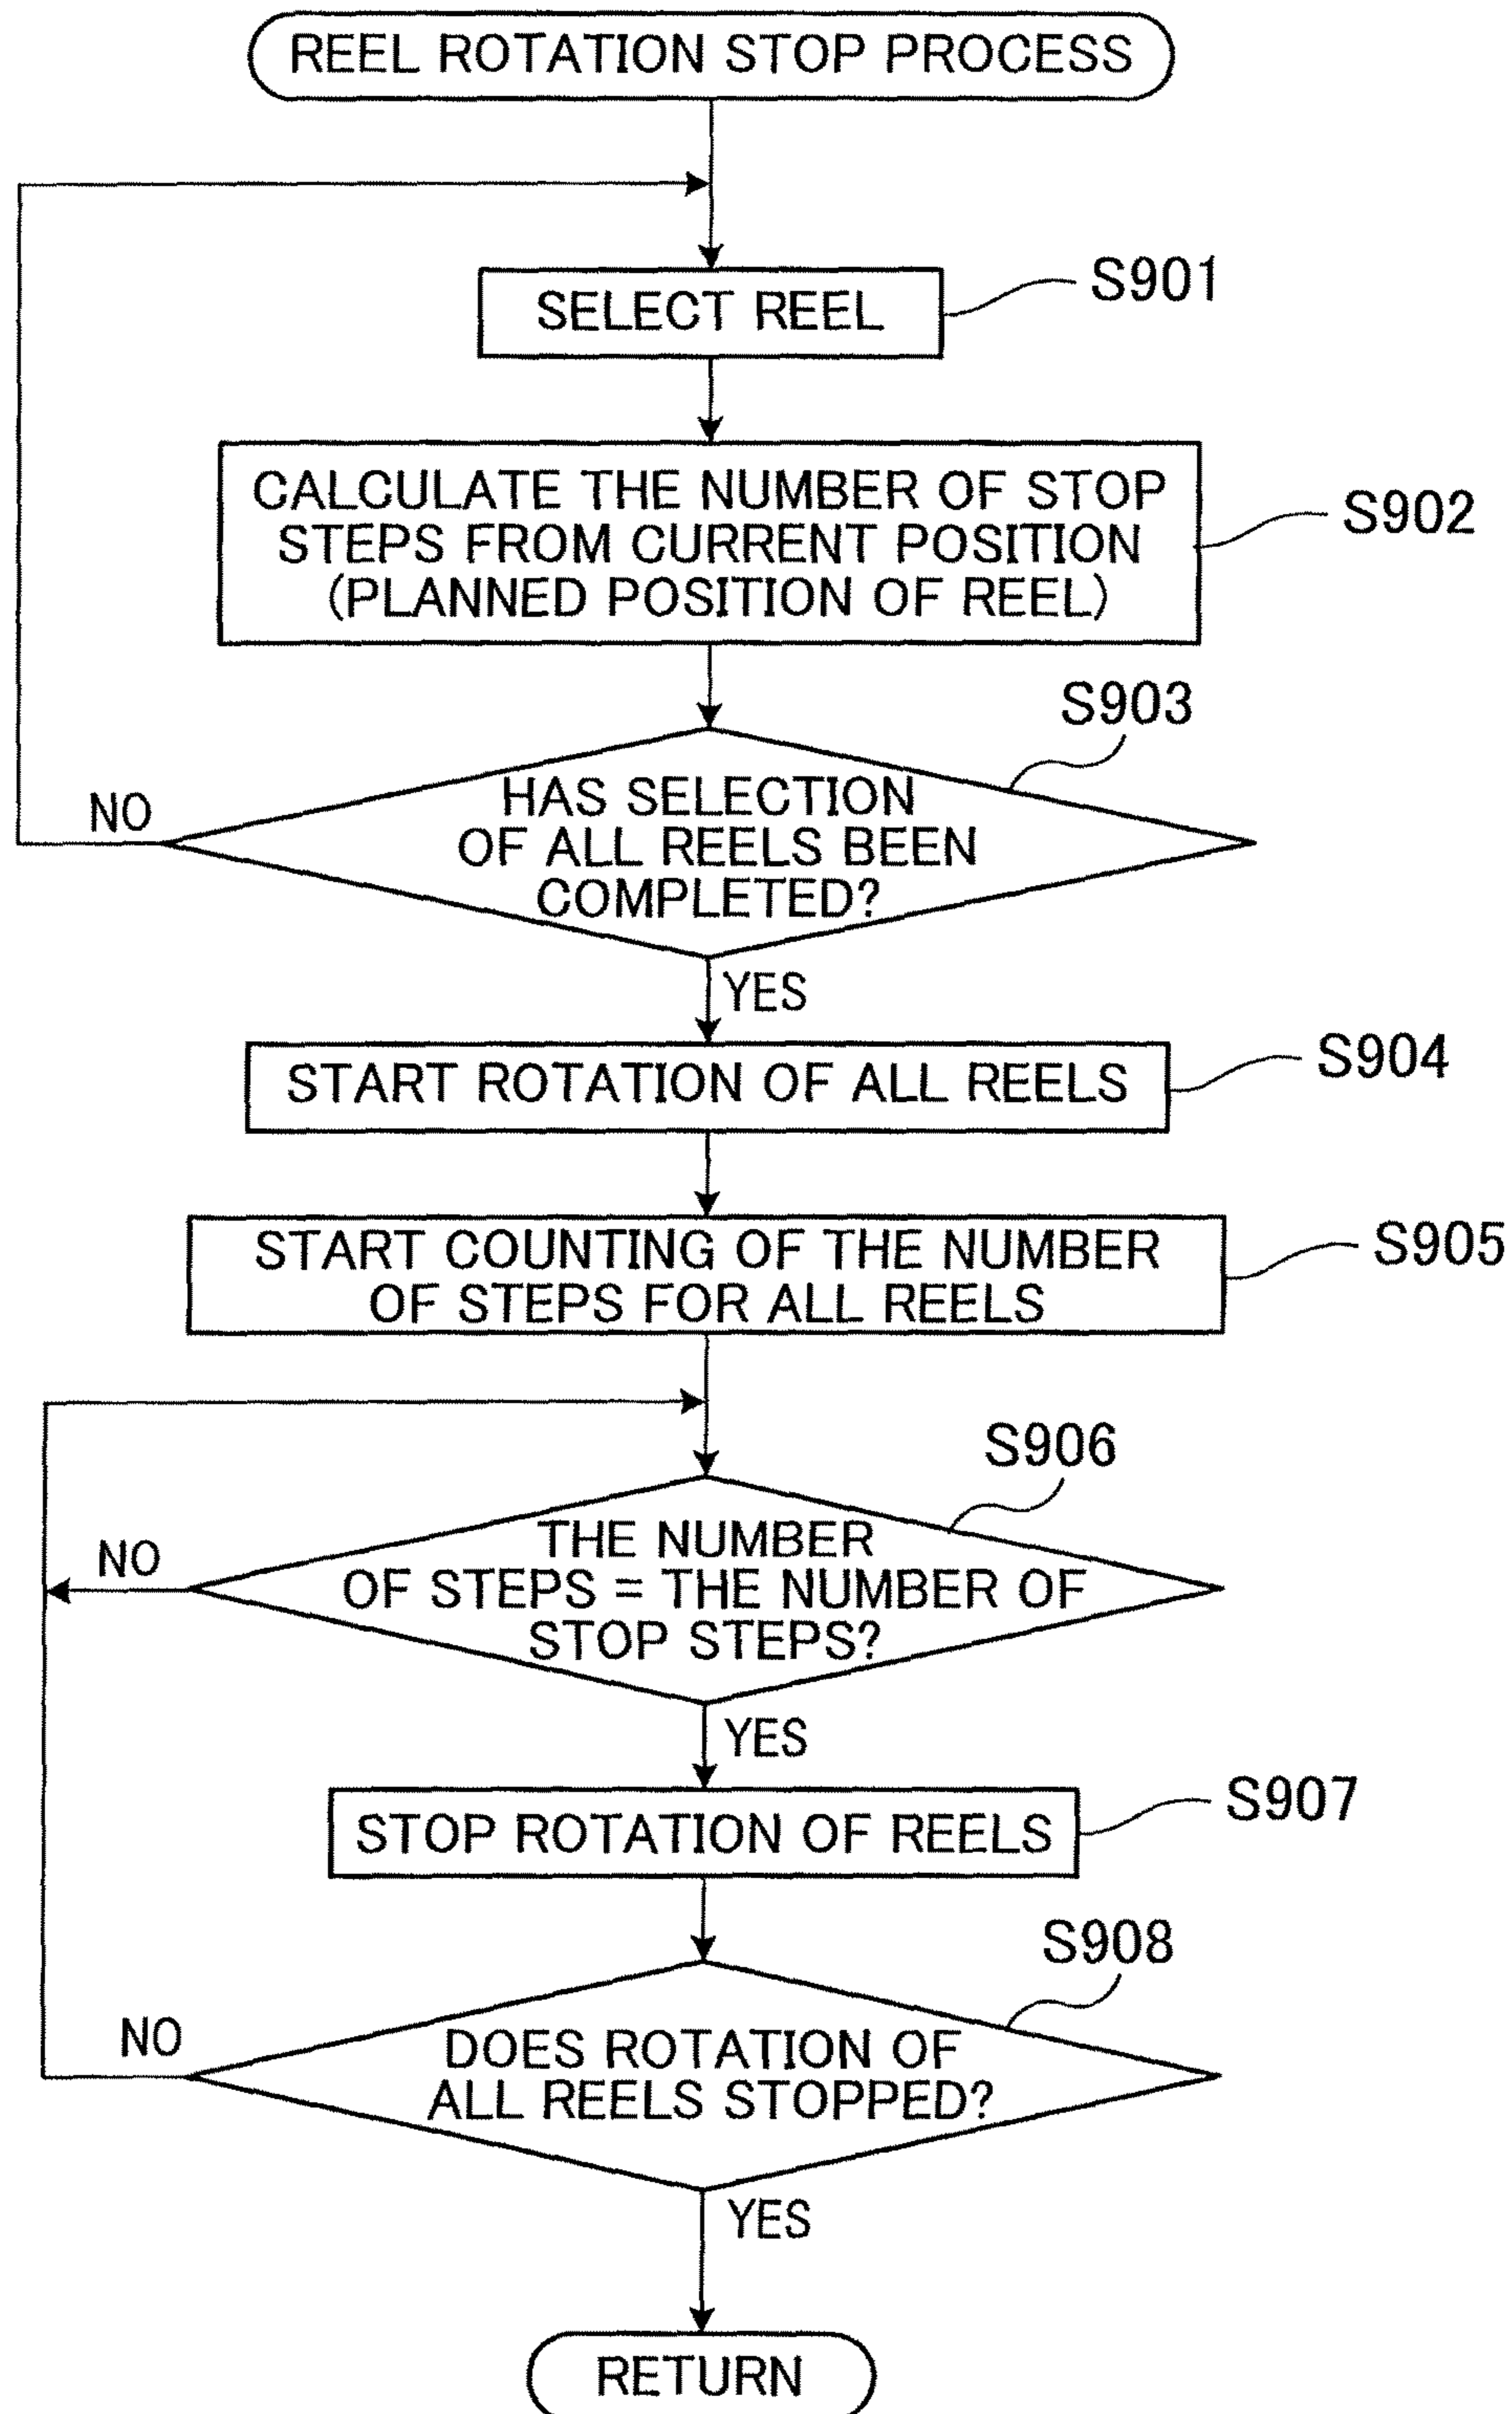 REEL ROTATION STOP PROCESS
SELECT REEL
S901
CALCULATE THE NUMBER OF STOP
STEPS FROM CURRENT POSITION
(PLANNED POSITION OF REEL)
S902
S903
HAS SELECTION
OF ALL REELS BEEN
COMPLETED?
NO
YES
START ROTATION OF ALL REELS
S904
START COUNTING OF THE NUMBER
OF STEPS FOR ALL REELS
S905
S906
THE NUMBER
OF STEPS = THE NUMBER OF
STOP STEPS?
NO
YES
STOP ROTATION OF REELS
S907
S908
DOES ROTATION OF
ALL REELS STOPPED?
NO
YES
RETURN